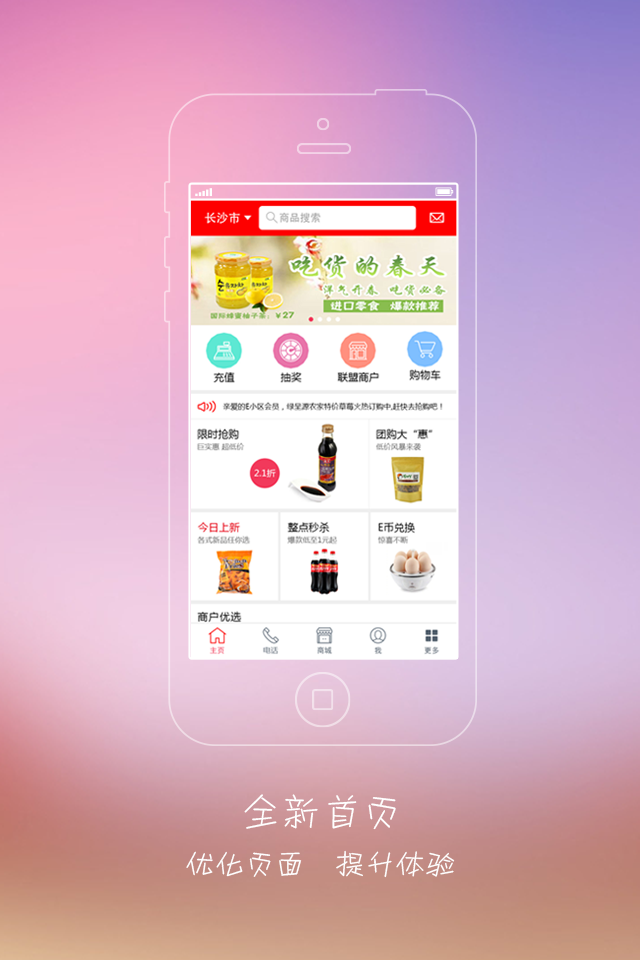 长沙市 商品搜索
吃货的春天
洋气开春 吃货必备
进口零食 爆款推荐
国际蜂蜜柚子茶：￥27
充值 抽奖 联盟商户 购物车
亲爱的E小区会员，绿呈源农家特价草莓火热订购中,赶快去抢购吧！
限时抢购 团购大“惠”
巨实惠 超低价 低价风暴来袭
2.1折
今日上新 整点秒杀 E币兑换
各式新品任你选 爆款低至1元起 惊喜不断
商户优选
主页 电话 商城 我 更多
全新首页
优化页面 提升体验